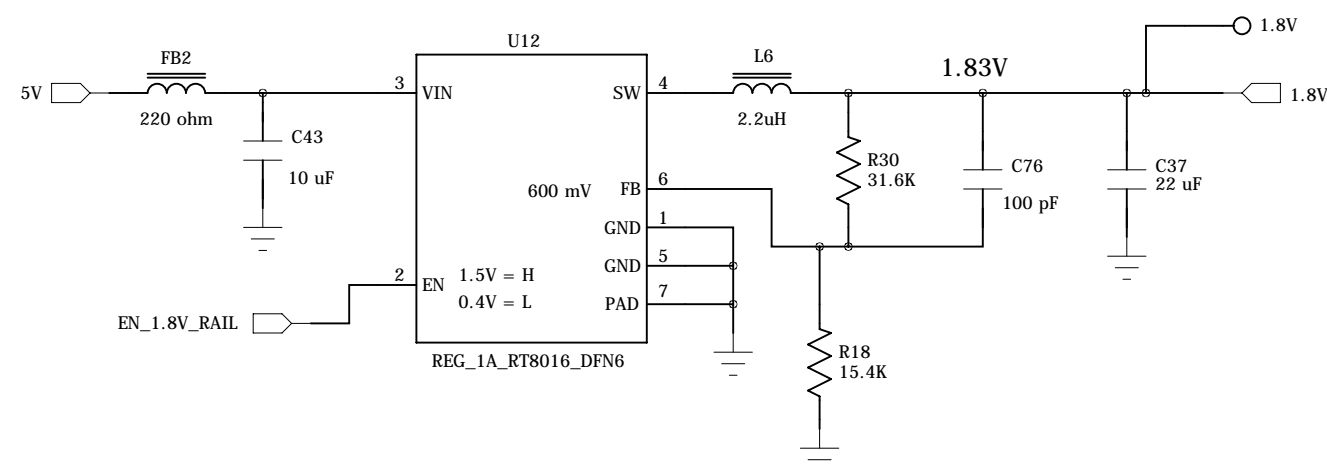 1.8V
U12
FB2
L6
1.83V
5V
3
VIN
SW
4
1.8V
220 ohm
2.2uH
C43
10 uF
R30
31.6K
C76
100 pF
C37
22 uF
600 mV
FB
6
GND
1
GND
5
PAD
7
2
EN
1.5V = H
0.4V = L
EN_1.8V_RAIL
REG_1A_RT8016_DFN6
R18
15.4K